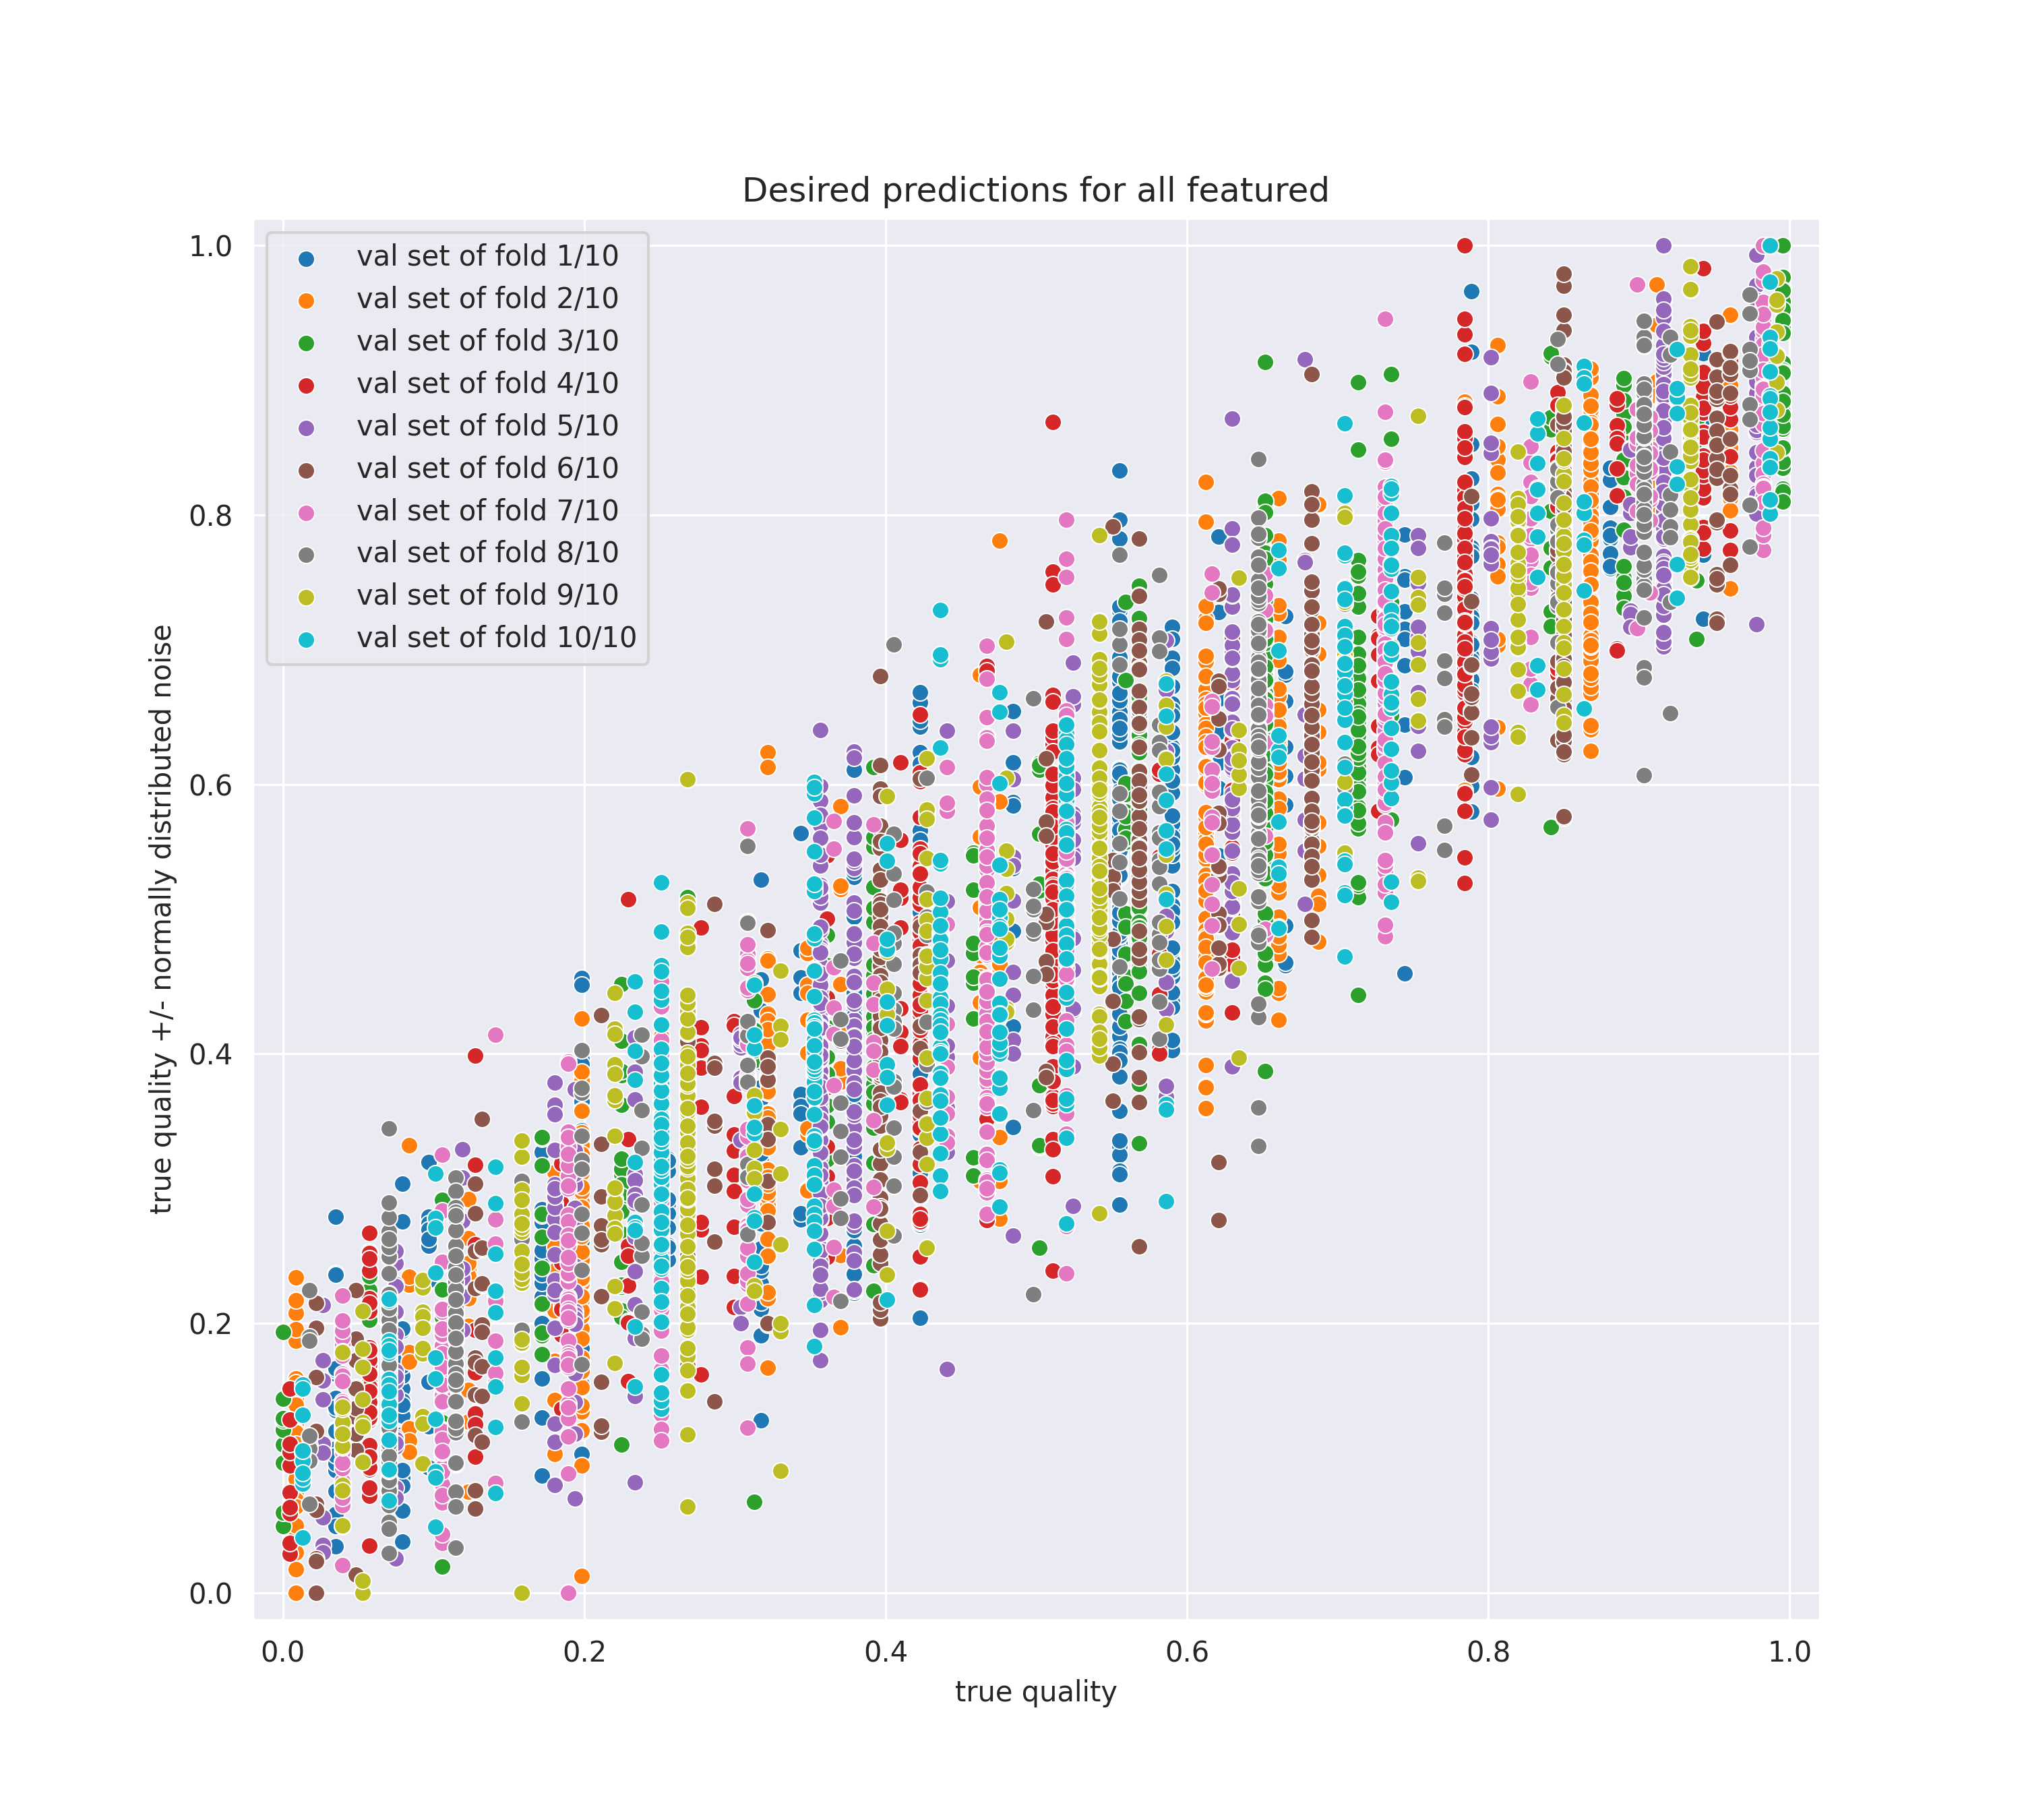 Desired predictions for all featured
val set of fold 1/10
val set of fold 2/10
val set of fold 3/10
val set of fold 4/10
val set of fold 5/10
val set of fold 6/10
val set of fold 7/10
val set of fold 8/10
val set of fold 9/10
val set of fold 10/10
true quality +/- normally distributed noise
1.0
0.8
0.6
0.4
0.2
0.0
0.0 0.2 0.4 0.6 0.8 1.0
true quality